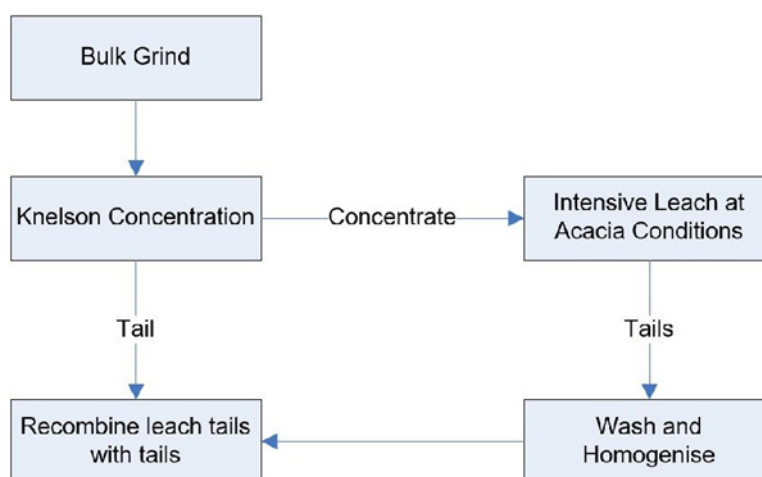 Bulk Grind
Knelson Concentration
Concentrate
Intensive Leach at
Acacia Conditions
Tail
Tails
Recombine leach tails
with tails
Wash and
Homogenise